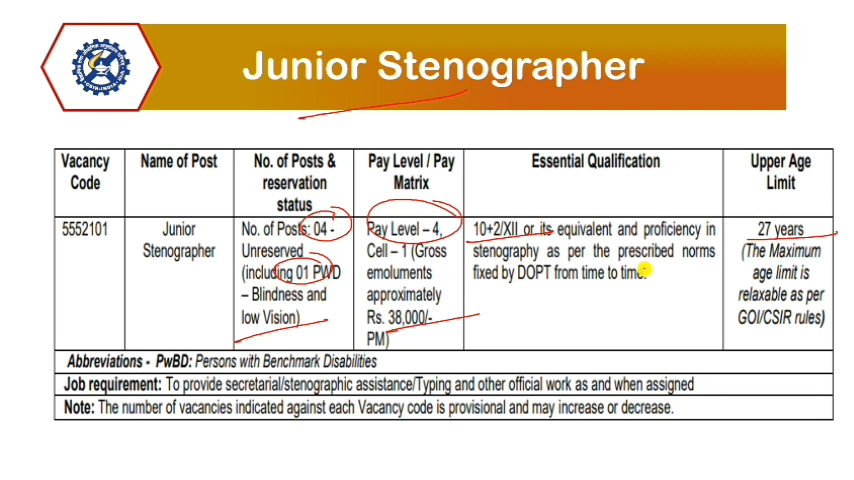 Junior Stenographer
CSIR-INDIA
Vacancy Code
Name of Post
No. of Posts & reservation status
Pay Level / Pay Matrix
Essential Qualification
Upper Age Limit
5552101
Junior
Stenographer
No. of Posts: 04 -
Unreserved
(including 01 PWD
– Blindness and
low Vision)
Pay Level – 4,
Cell – 1 (Gross
emoluments
approximately
Rs. 38,000/-
PM)
10+2/XII or its equivalent and proficiency in
stenography as per the prescribed norms
fixed by DOPT from time to time.
27 years
(The Maximum
age limit is
relaxable as per
GOI/CSIR rules)
Abbreviations - PwBD: Persons with Benchmark Disabilities
Job requirement: To provide secretarial/stenographic assistance/Typing and other official work as and when assigned
Note: The number of vacancies indicated against each Vacancy code is provisional and may increase or decrease.